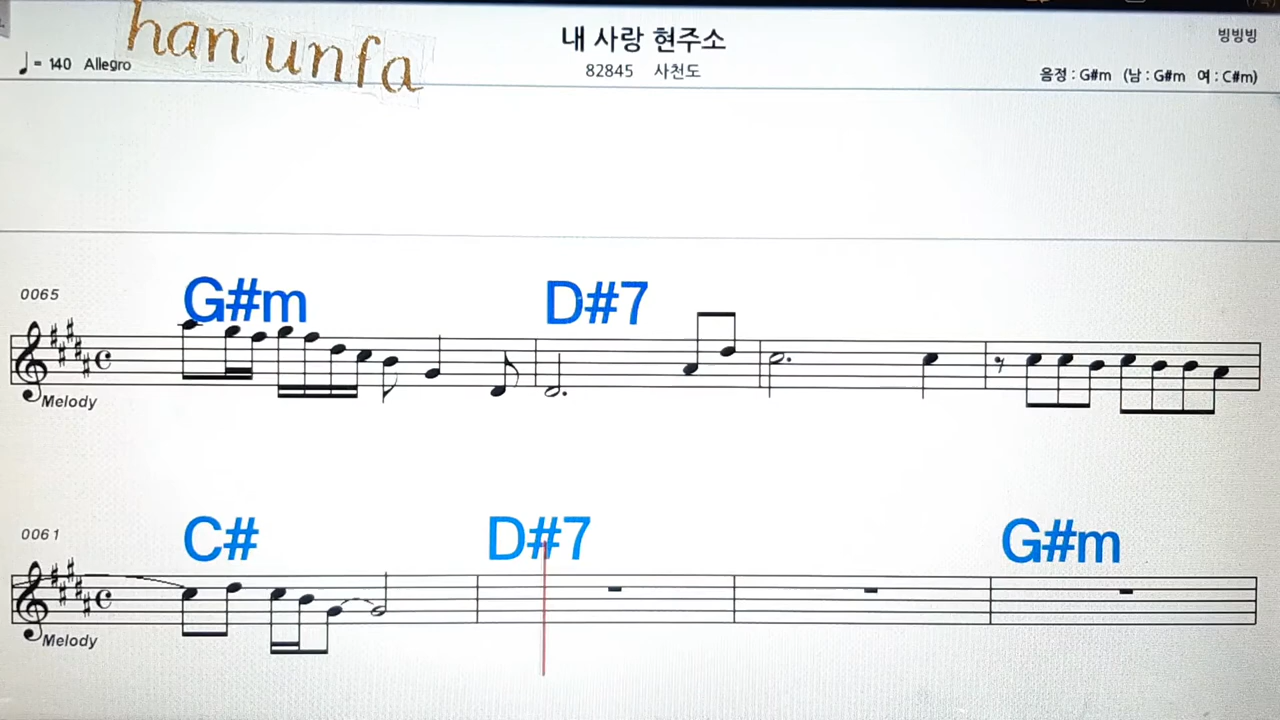 han unfa
내 사랑 현주소
빙빙빙
♩= 140 Allegro
82845 사천도
음정 : G#m (남 : G#m 여 : C#m)
0065
G#m D#7
Melody
0061
C# D#7 G#m
Melody